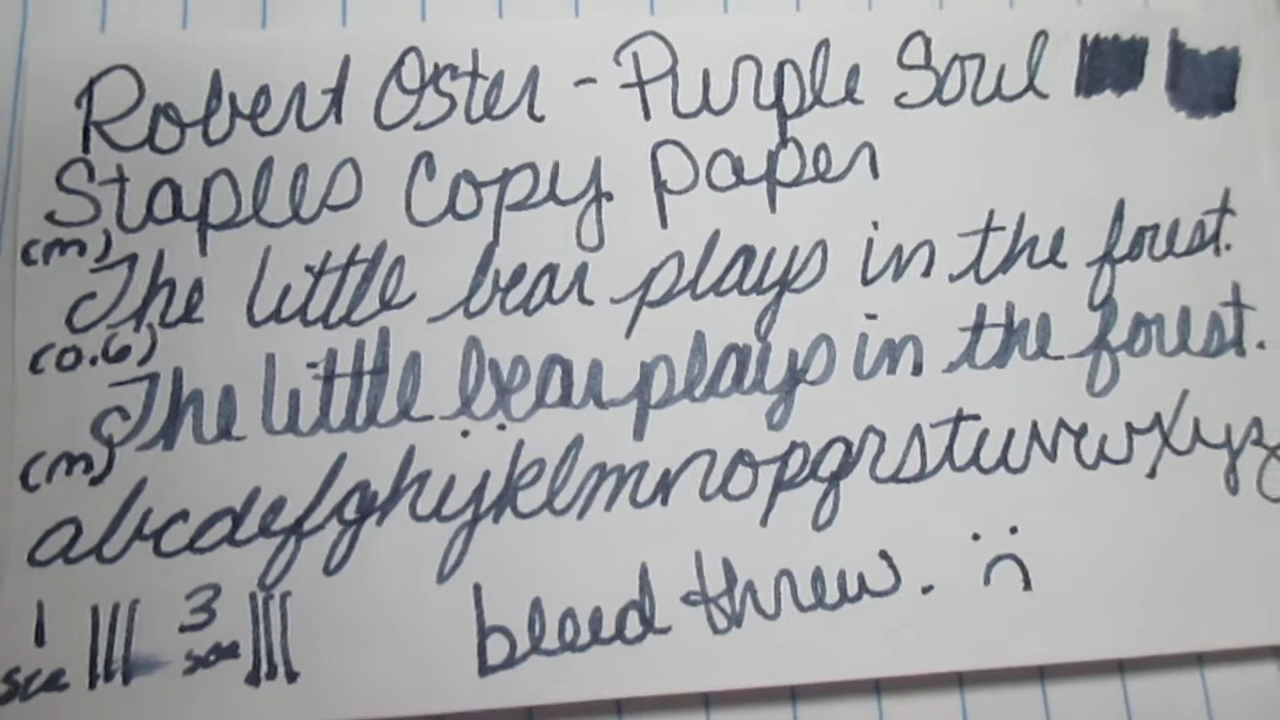 Robert Oster - Purple Soul
Staples Copy Paper
(m)
The little bear plays in the forest.
(0.6)
The little bear plays in the forest.
(m)
abcdefghijklmnopqrstuvwxyz
1 3
sec sec
bleed threw. :(